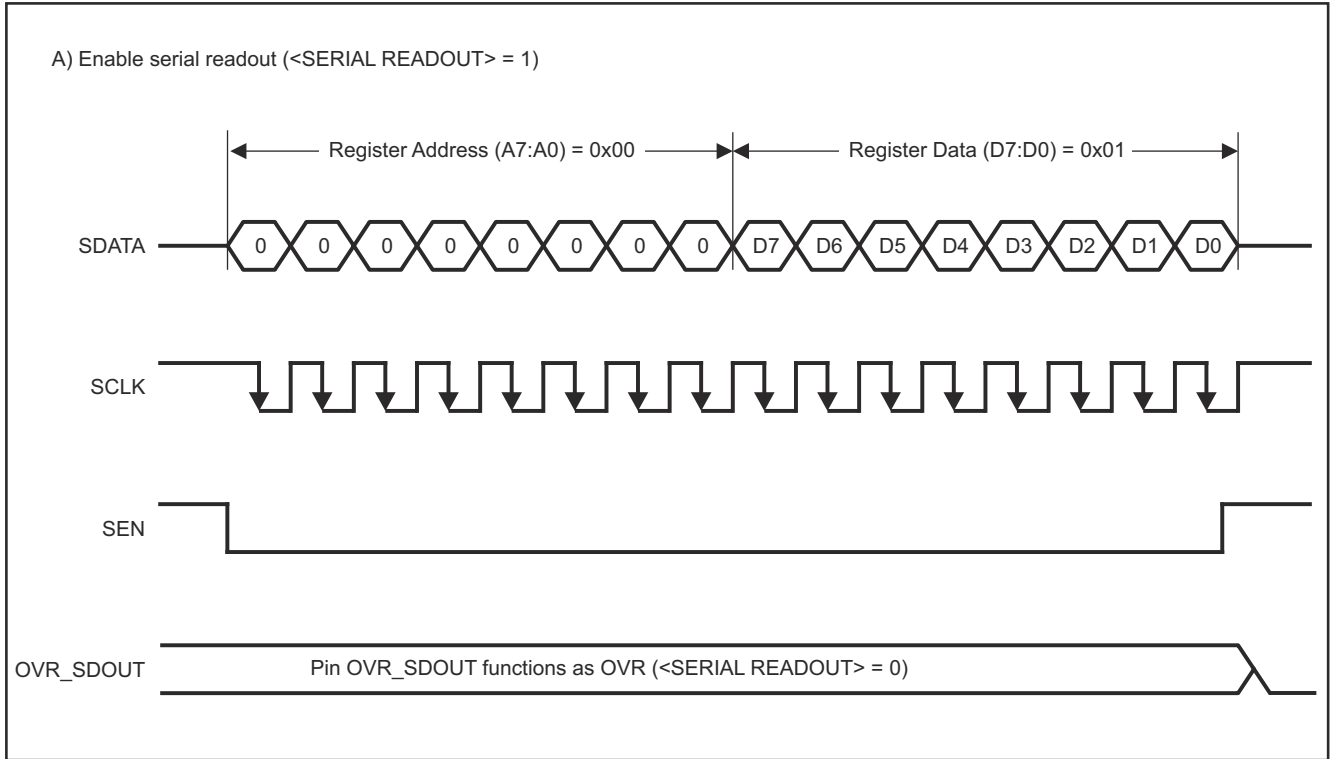 A) Enable serial readout (<SERIAL READOUT> = 1)
Register Address (A7:A0) = 0x00
Register Data (D7:D0) = 0x01
SDATA
0 0 0 0 0 0 0 0 D7 D6 D5 D4 D3 D2 D1 D0
SCLK
SEN
OVR_SDOUT
Pin OVR_SDOUT functions as OVR (<SERIAL READOUT> = 0)